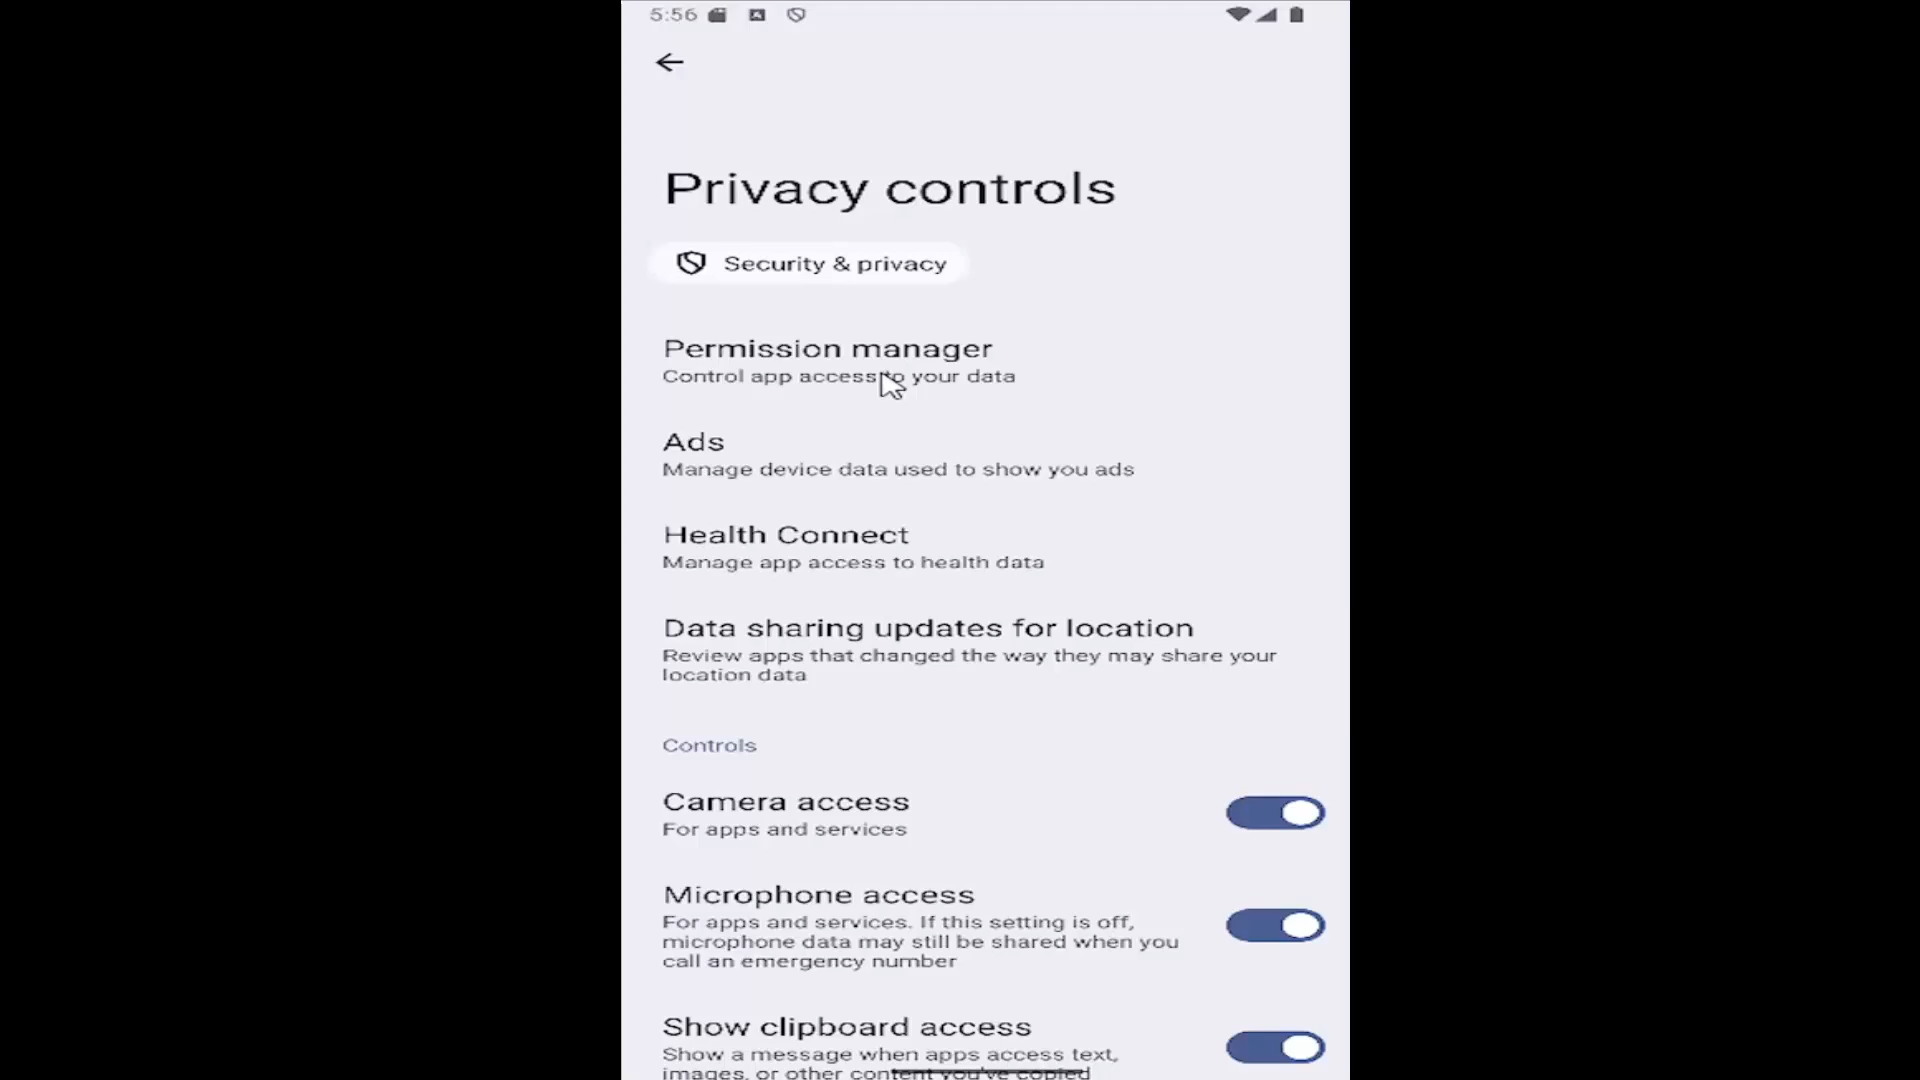 5:56
Privacy controls
Security & privacy
Permission manager
Control app access to your data
Ads
Manage device data used to show you ads
Health Connect
Manage app access to health data
Data sharing updates for location
Review apps that changed the way they may share your
location data
Controls
Camera access
For apps and services
Microphone access
For apps and services. If this setting is off,
microphone data may still be shared when you
call an emergency number
Show clipboard access
Show a message when apps access text,
images, or other content you've copied